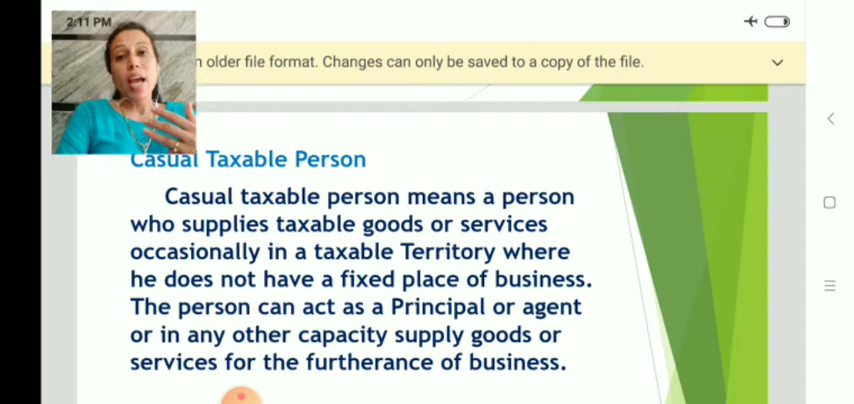 2:11 PM
n older file format. Changes can only be saved to a copy of the file.
Casual Taxable Person
Casual taxable person means a person
who supplies taxable goods or services
occasionally in a taxable Territory where
he does not have a fixed place of business.
The person can act as a Principal or agent
or in any other capacity supply goods or
services for the furtherance of business.